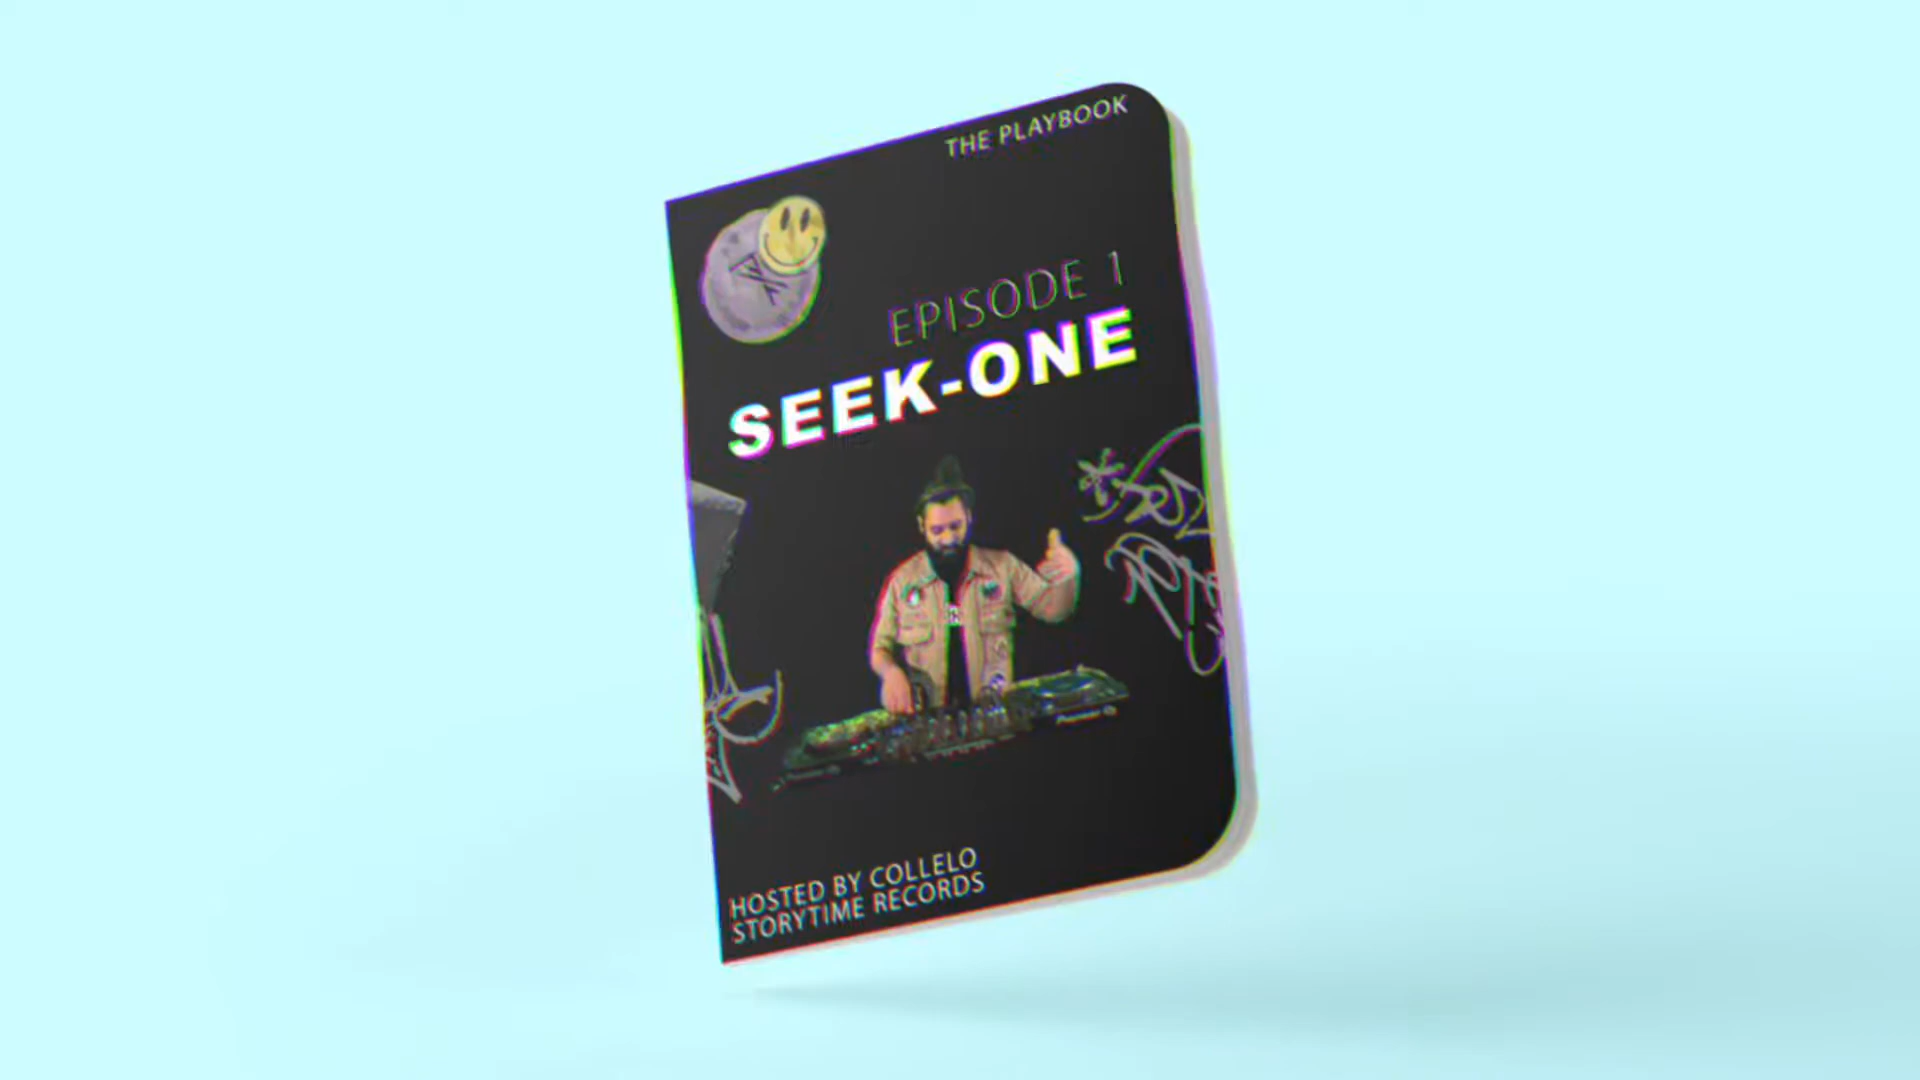 THE PLAYBOOK
EPISODE 1
SEEK-ONE
HOSTED BY COLLELO
STORYTIME RECORDS